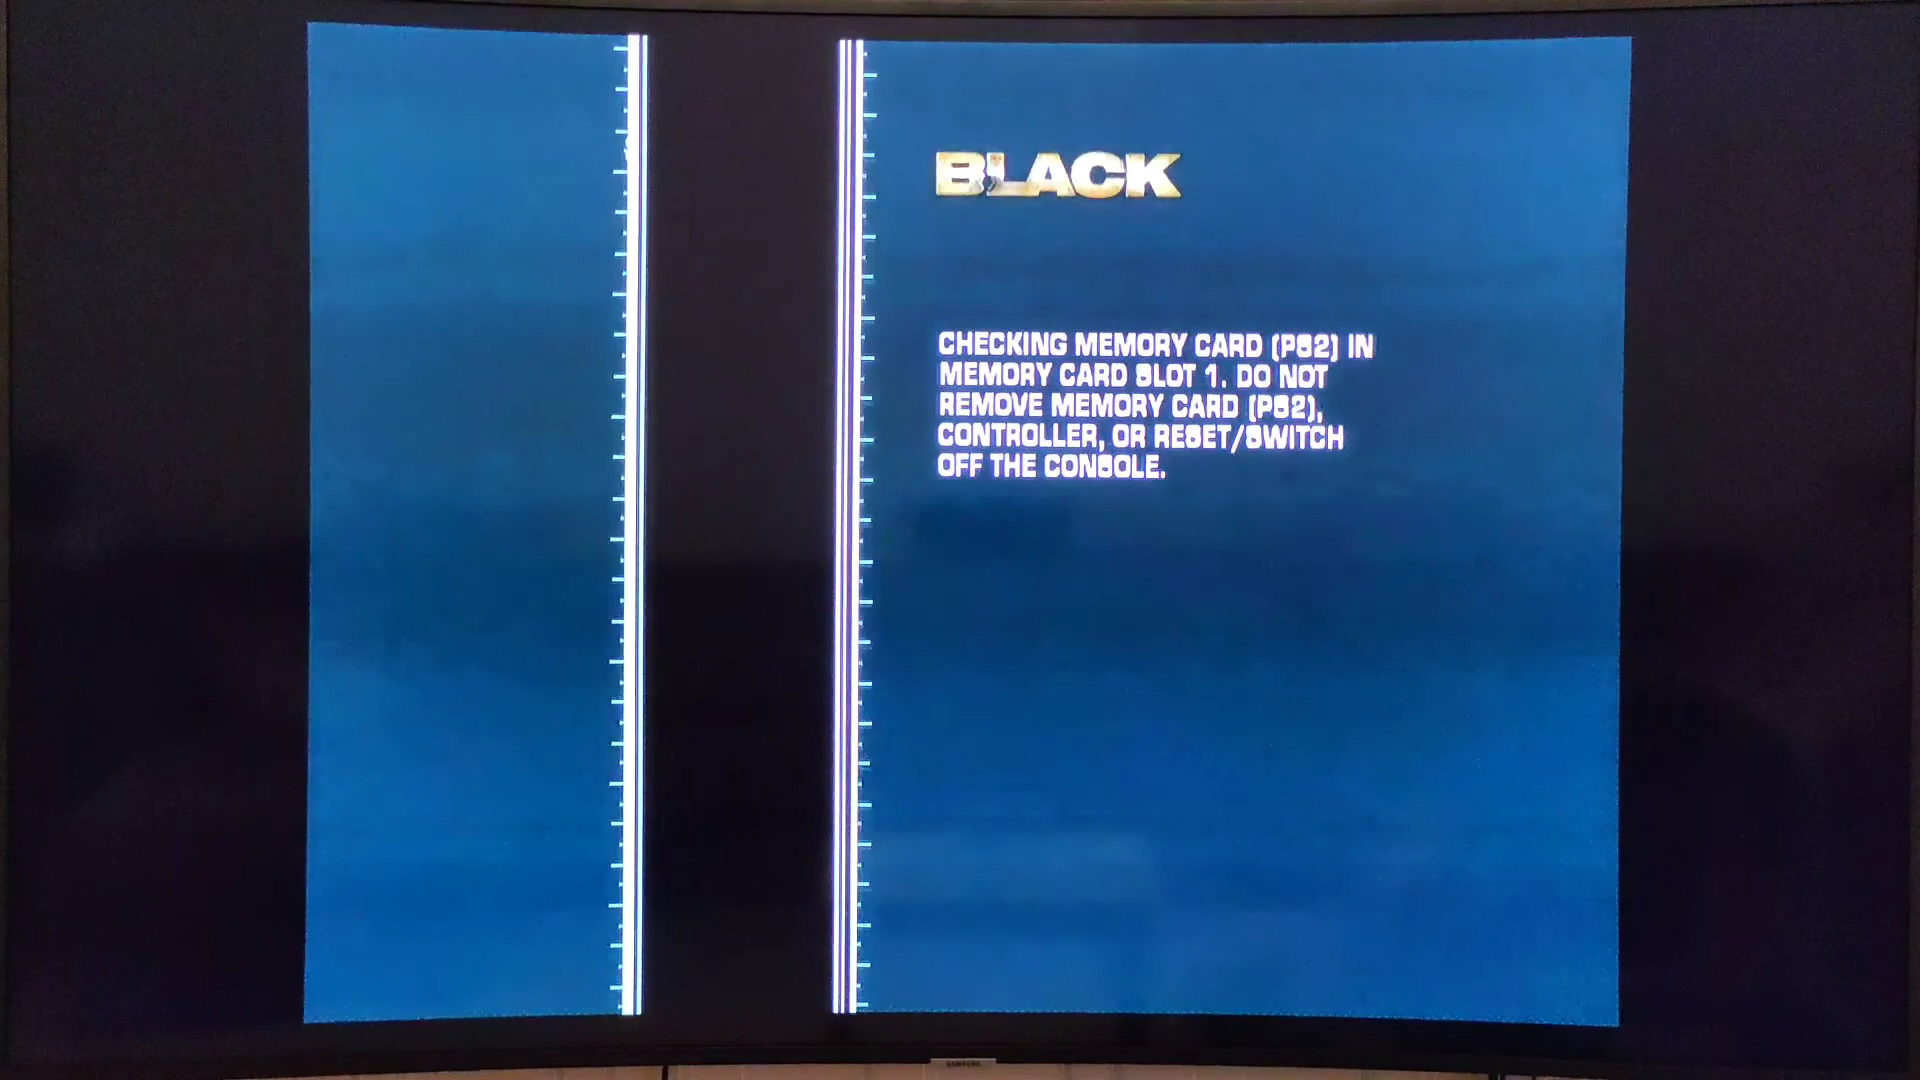 BLACK
CHECKING MEMORY CARD (PS2) IN
MEMORY CARD SLOT 1. DO NOT
REMOVE MEMORY CARD (PS2),
CONTROLLER, OR RESET/SWITCH
OFF THE CONSOLE.
SAMSUNG